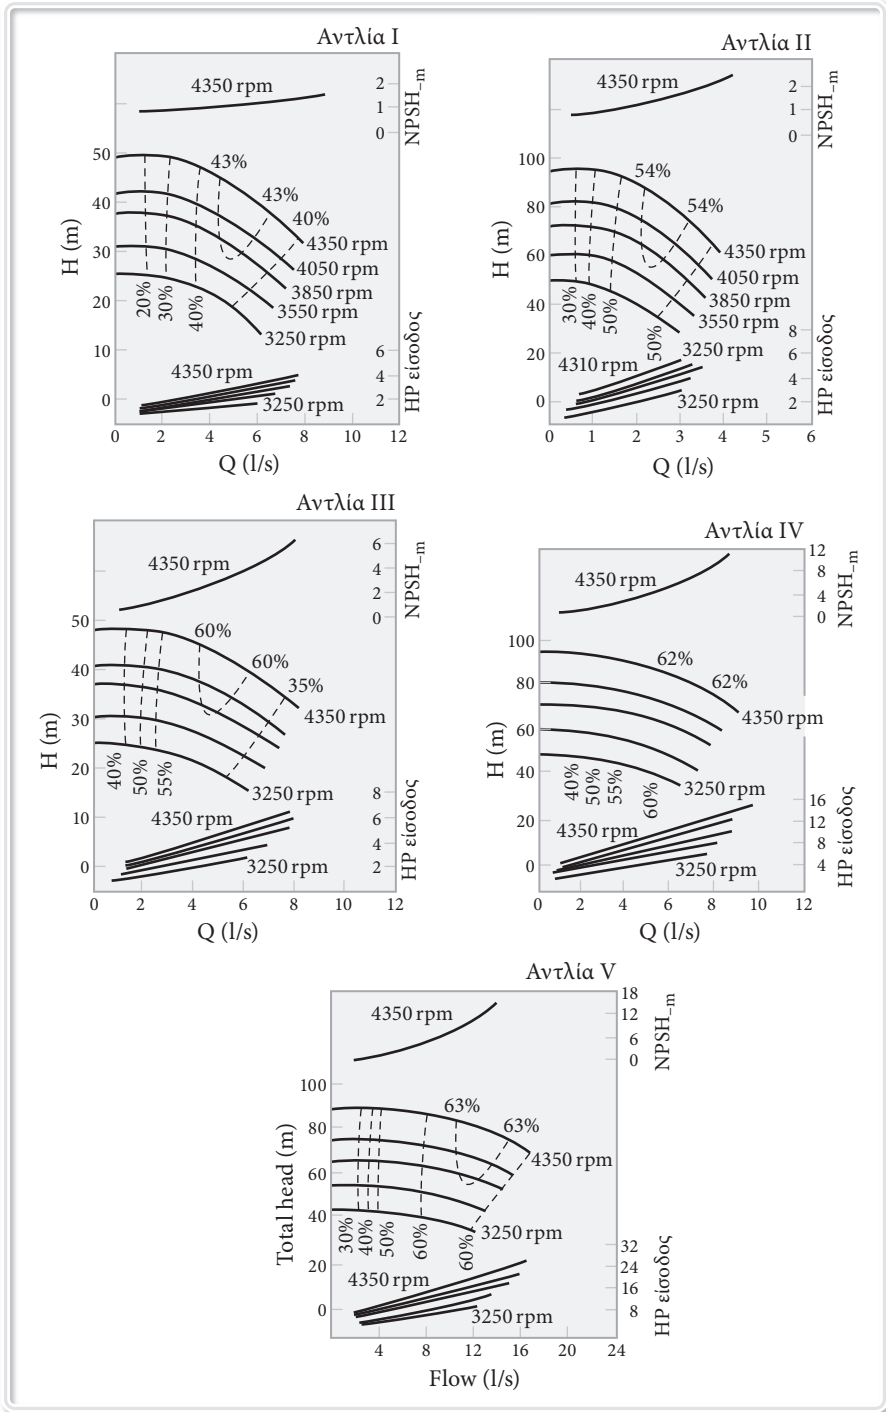 Αντλία I
4350 rpm
2
1
0
NPSH_m
50
40
30
20
10
0
H (m)
43%
43%
40%
4350 rpm
4050 rpm
3850 rpm
3550 rpm
3250 rpm
20%
30%
40%
4350 rpm
3250 rpm
6
4
2
HP είσοδος
0 2 4 6 8 10 12
Q (l/s)
Αντλία II
4350 rpm
2
1
0
NPSH_m
100
80
60
40
20
0
H (m)
54%
54%
4350 rpm
4050 rpm
3850 rpm
3550 rpm
3250 rpm
30%
40%
50%
50%
4310 rpm
3250 rpm
8
6
4
2
HP είσοδος
0 1 2 3 4 5 6
Q (l/s)
Αντλία III
4350 rpm
6
4
2
0
NPSH_m
50
40
30
20
10
0
H (m)
60%
60%
35%
4350 rpm
3250 rpm
40%
50%
55%
4350 rpm
3250 rpm
8
6
4
2
HP είσοδος
0 2 4 6 8 10 12
Q (l/s)
Αντλία IV
4350 rpm
12
8
4
0
NPSH_m
100
80
60
40
20
0
H (m)
62%
62%
4350 rpm
3250 rpm
40%
50%
55%
60%
4350 rpm
3250 rpm
16
12
8
4
HP είσοδος
0 2 4 6 8 10 12
Q (l/s)
Αντλία V
4350 rpm
18
12
6
0
NPSH_m
100
80
60
40
20
0
Total head (m)
63%
63%
4350 rpm
3250 rpm
30%
40%
50%
60%
60%
4350 rpm
3250 rpm
32
24
16
8
HP είσοδος
4 8 12 16 20 24
Flow (l/s)